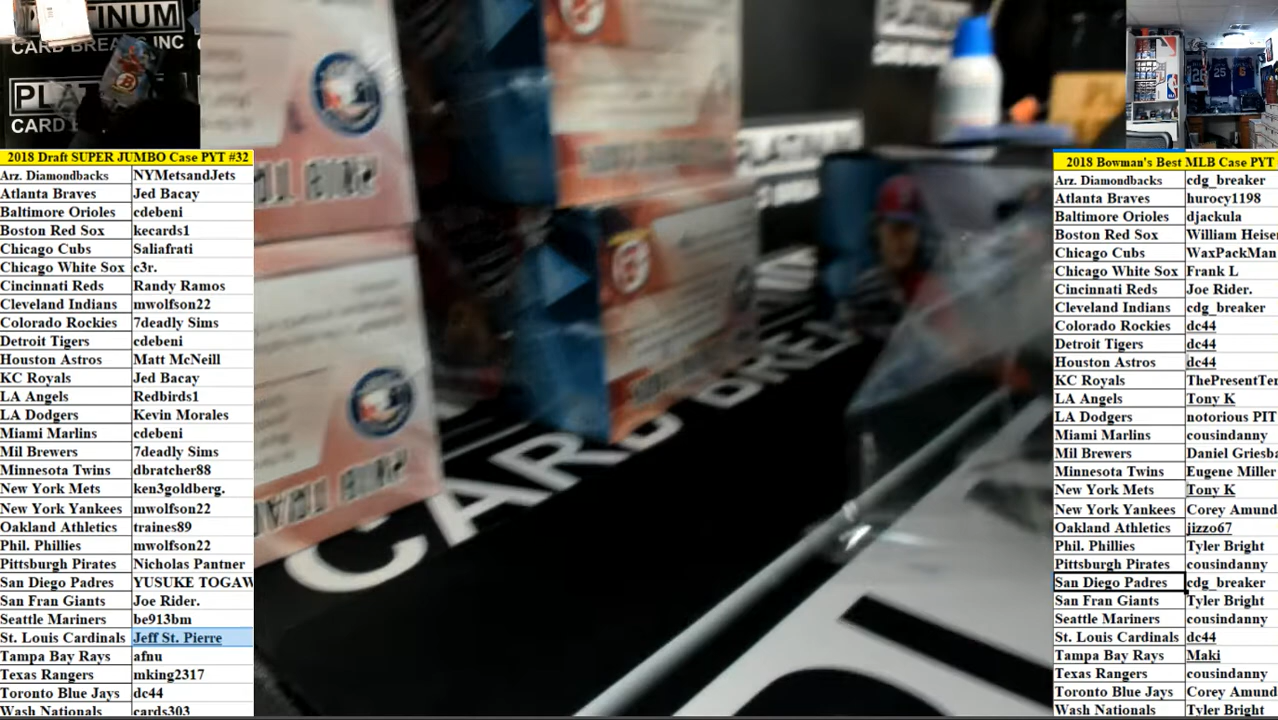 PLATINUM
CARD BREAKS INC
CARD
2018 Draft SUPER JUMBO Case PYT #32
Arz. Diamondbacks NYMetsandJets
Atlanta Braves Jed Bacay
Baltimore Orioles cdebeni
Boston Red Sox kecards1
Chicago Cubs Saliafrati
Chicago White Sox c3r.
Cincinnati Reds Randy Ramos
Cleveland Indians mwolfson22
Colorado Rockies 7deadly Sims
Detroit Tigers cdebeni
Houston Astros Matt McNeill
KC Royals Jed Bacay
LA Angels Redbirds1
LA Dodgers Kevin Morales
Miami Marlins cdebeni
Mil Brewers 7deadly Sims
Minnesota Twins dbratcher88
New York Mets ken3goldberg.
New York Yankees mwolfson22
Oakland Athletics traines89
Phil. Phillies mwolfson22
Pittsburgh Pirates Nicholas Pantner
San Diego Padres YUSUKE TOGAW
San Fran Giants Joe Rider.
Seattle Mariners be913bm
St. Louis Cardinals Jeff St. Pierre
Tampa Bay Rays afnu
Texas Rangers mking2317
Toronto Blue Jays dc44
Wash Nationals cards303
CARD BREA
2018 Bowman's Best MLB Case PYT
Arz. Diamondbacks cdg_breaker
Atlanta Braves hurocy1198
Baltimore Orioles djackula
Boston Red Sox William Heise
Chicago Cubs WaxPackMan
Chicago White Sox Frank L
Cincinnati Reds Joe Rider.
Cleveland Indians cdg_breaker
Colorado Rockies dc44
Detroit Tigers dc44
Houston Astros dc44
KC Royals ThePresentTer
LA Angels Tony K
LA Dodgers notorious PIT
Miami Marlins cousindanny
Mil Brewers Daniel Griesba
Minnesota Twins Eugene Miller
New York Mets Tony K
New York Yankees Corey Amund
Oakland Athletics jizzo67
Phil. Phillies Tyler Bright
Pittsburgh Pirates cousindanny
San Diego Padres cdg_breaker
San Fran Giants Tyler Bright
Seattle Mariners cousindanny
St. Louis Cardinals dc44
Tampa Bay Rays Maki
Texas Rangers cousindanny
Toronto Blue Jays Corey Amund
Wash Nationals Tyler Bright